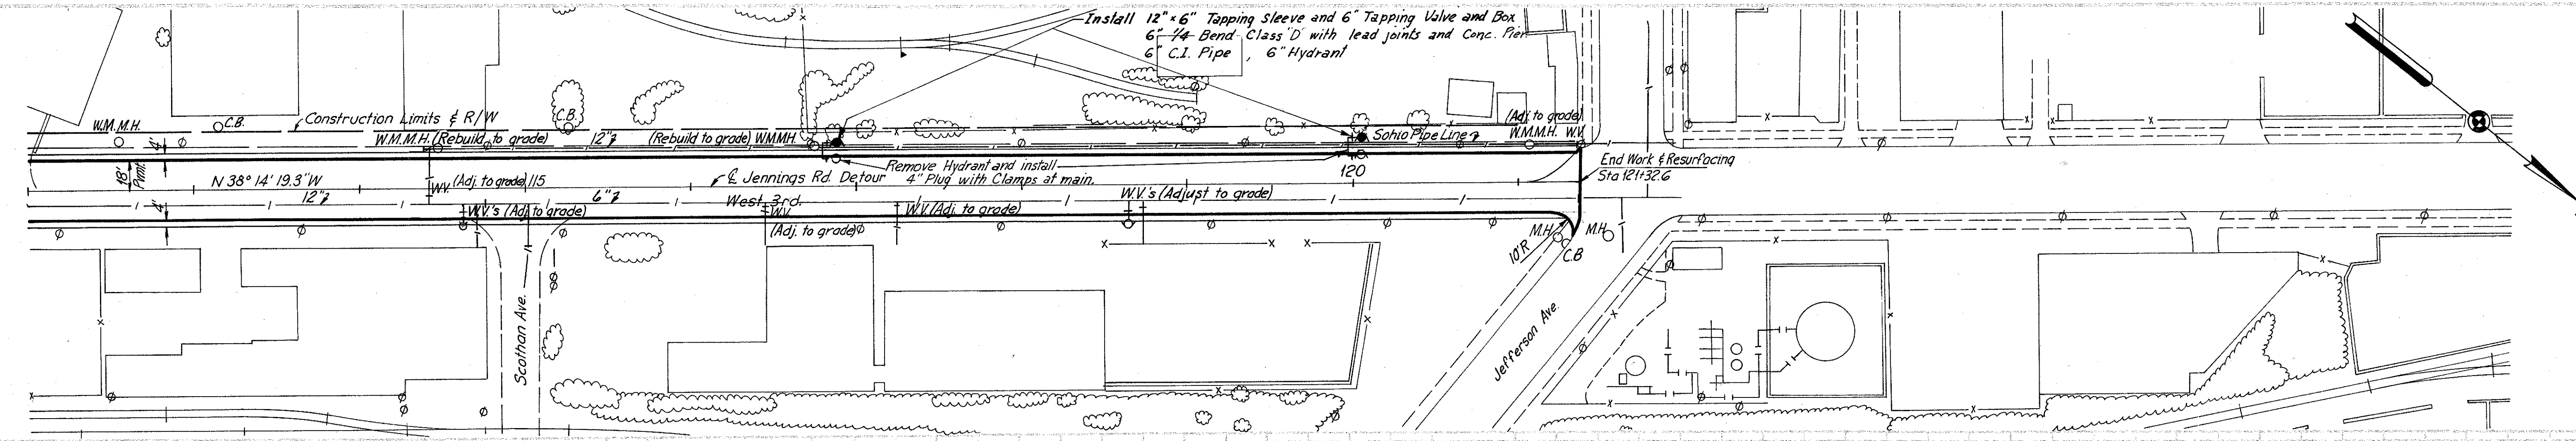 Install 12"x6" Tapping Sleeve and 6" Tapping Valve and Box
6" 1/4 Bend Class 'D' with lead joints and Conc. Pier
6" C.I. Pipe, 6" Hydrant
W.M.M.H.
C.B.
Construction Limits & R/W
C.B.
W.M.M.H. (Rebuild to grade)
12"
(Rebuild to grade) W.M.M.H.
Sohio Pipe Line
(Adj. to grade)
W.M.M.H. W.V.
4'
18'
Pvmt.
Remove Hydrant and install
4" Plug with Clamps at main.
120
End Work & Resurfacing
Sta 121+32.6
N 38° 14' 19.3" W
W.V. (Adj. to grade) 115
℄ Jennings Rd. Detour
12"
6"
West 3rd.
W.V.'s (Adjust to grade)
4'
W.V.'s (Adj. to grade)
W.V.
(Adj. to grade)
W.V. (Adj. to grade)
M.H.
M.H.
C.B.
10'R
Scothan Ave.
Jefferson Ave.